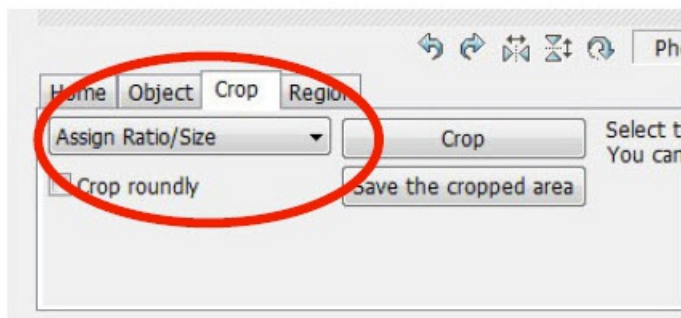 Ph
Home Object Crop Region
Assign Ratio/Size Crop Select t
Crop roundly Save the cropped area You can